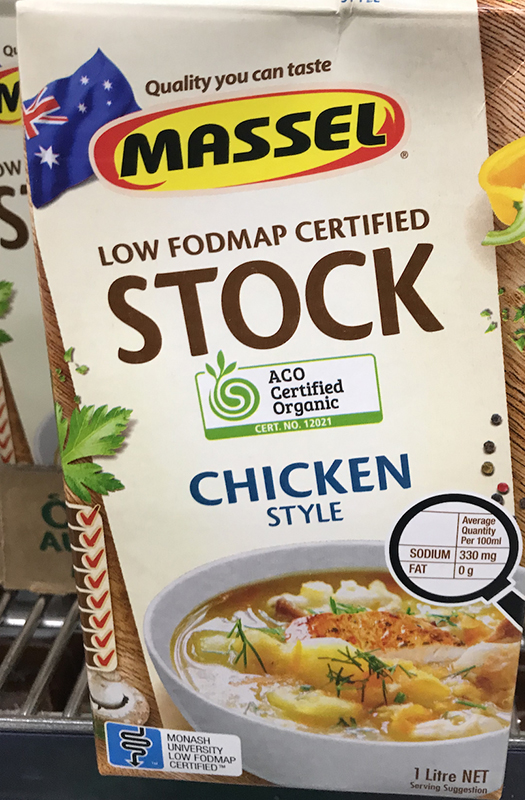 Quality you can taste
MASSEL
®
LOW FODMAP CERTIFIED
STOCK
ACO
Certified
Organic
CERT. NO. 12021
CHICKEN
STYLE
Average
Quantity
Per 100ml
SODIUM 330 mg
FAT 0 g
MONASH
UNIVERSITY
LOW FODMAP
CERTIFIED™
1 Litre NET
Serving Suggestion